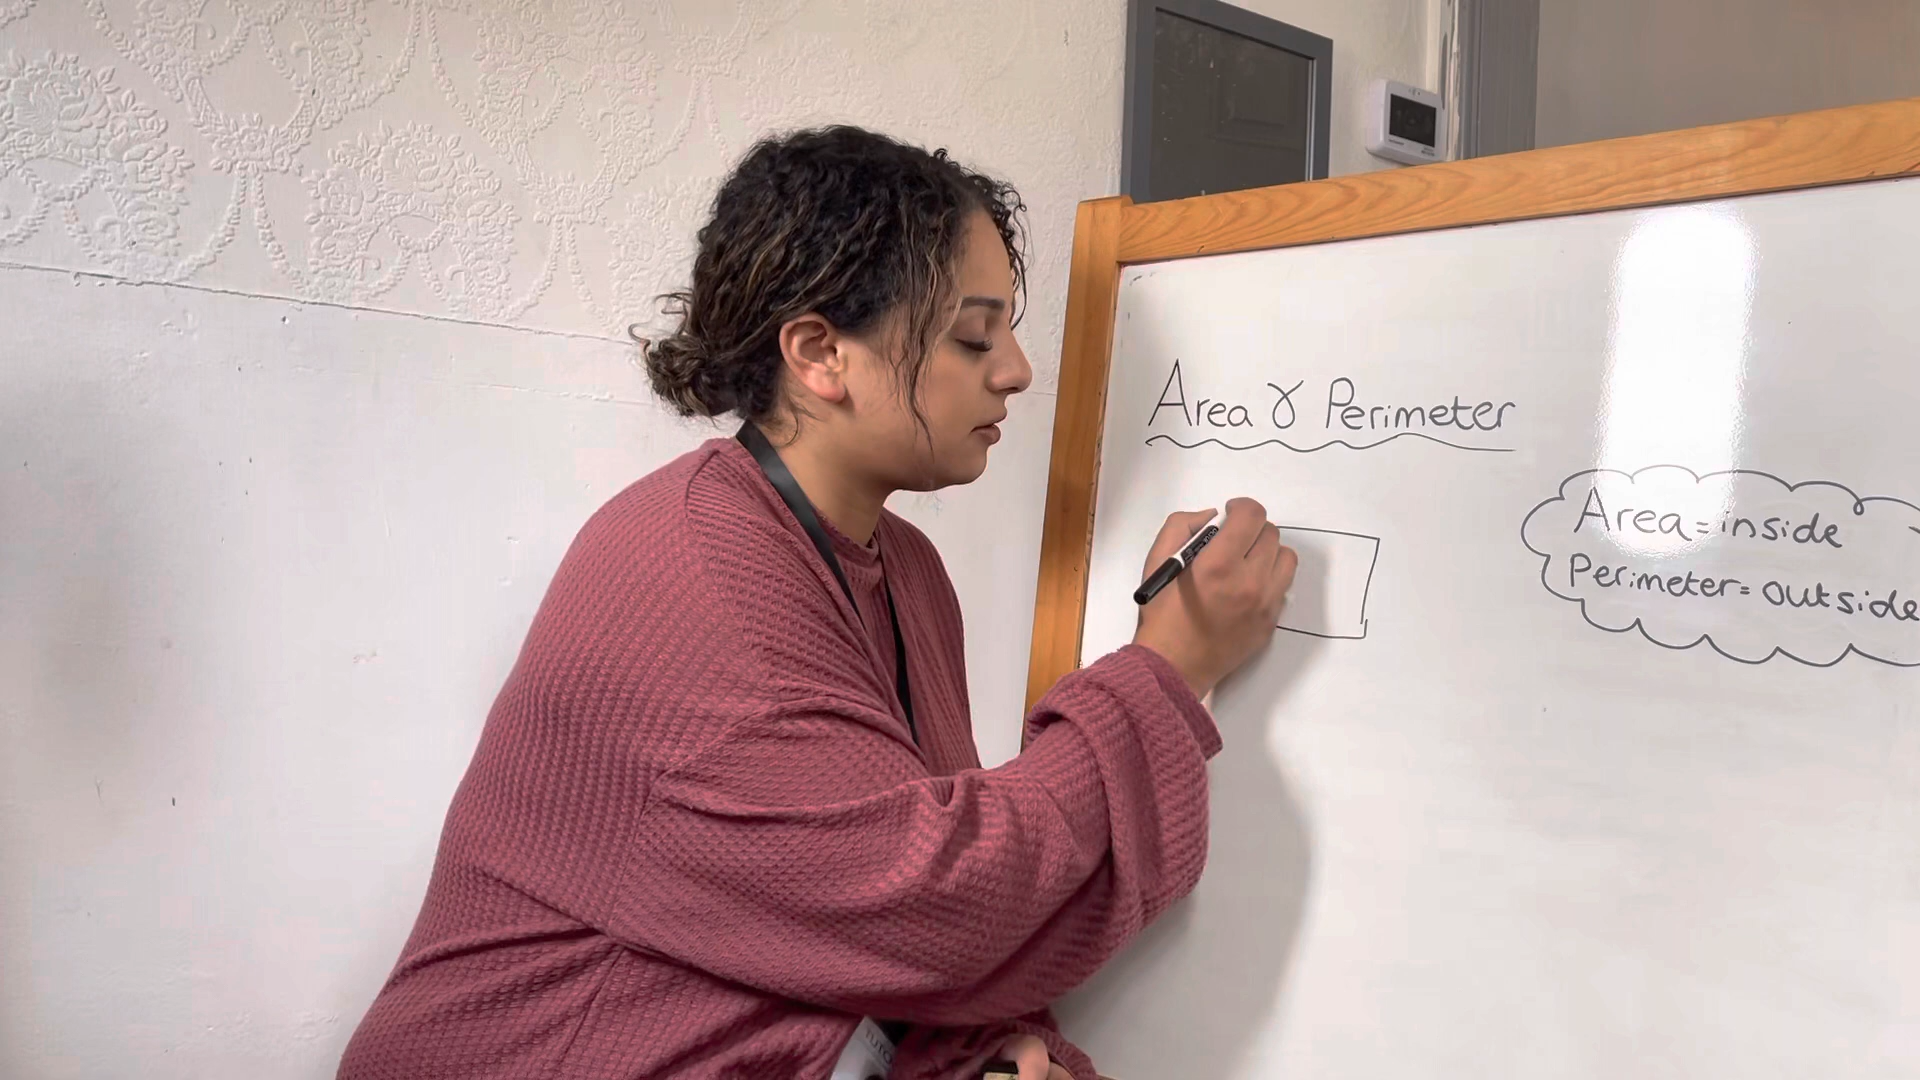 Area & Perimeter
Area = inside
Perimeter = outside